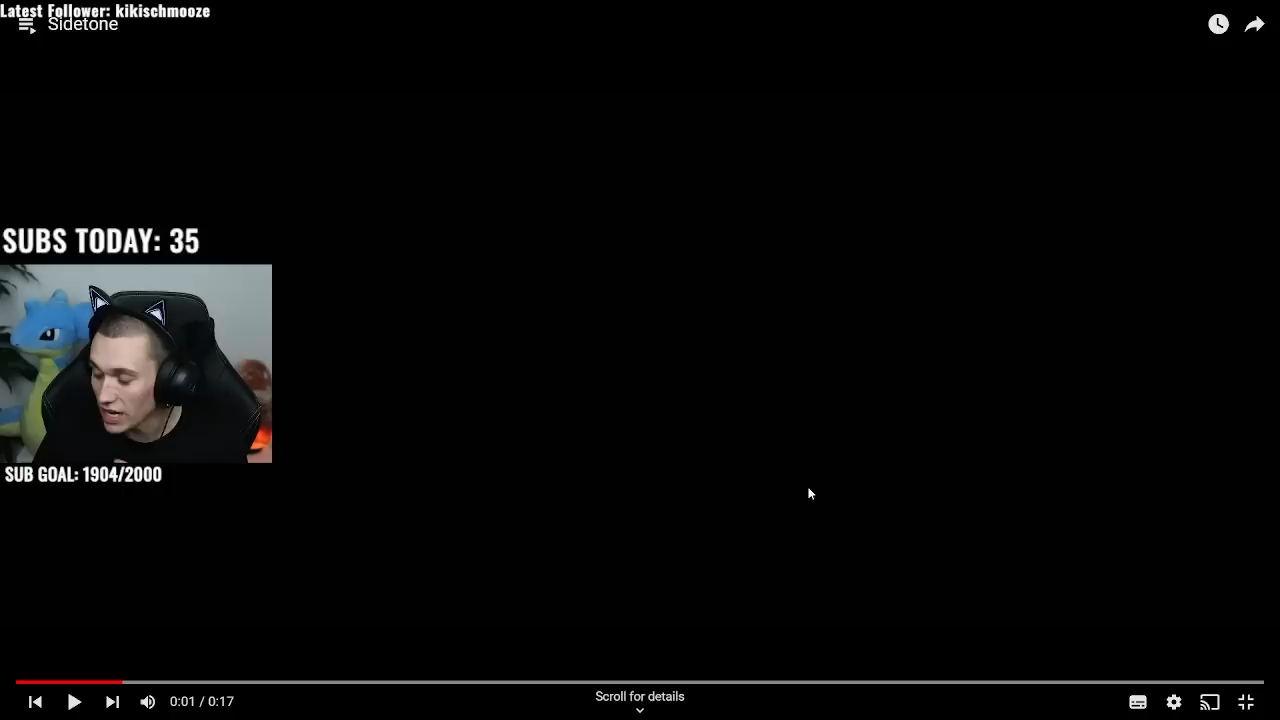 Latest Follower: kikischmooze
Sidetone
SUBS TODAY: 35
SUB GOAL: 1904/2000
0:01 / 0:17
Scroll for details